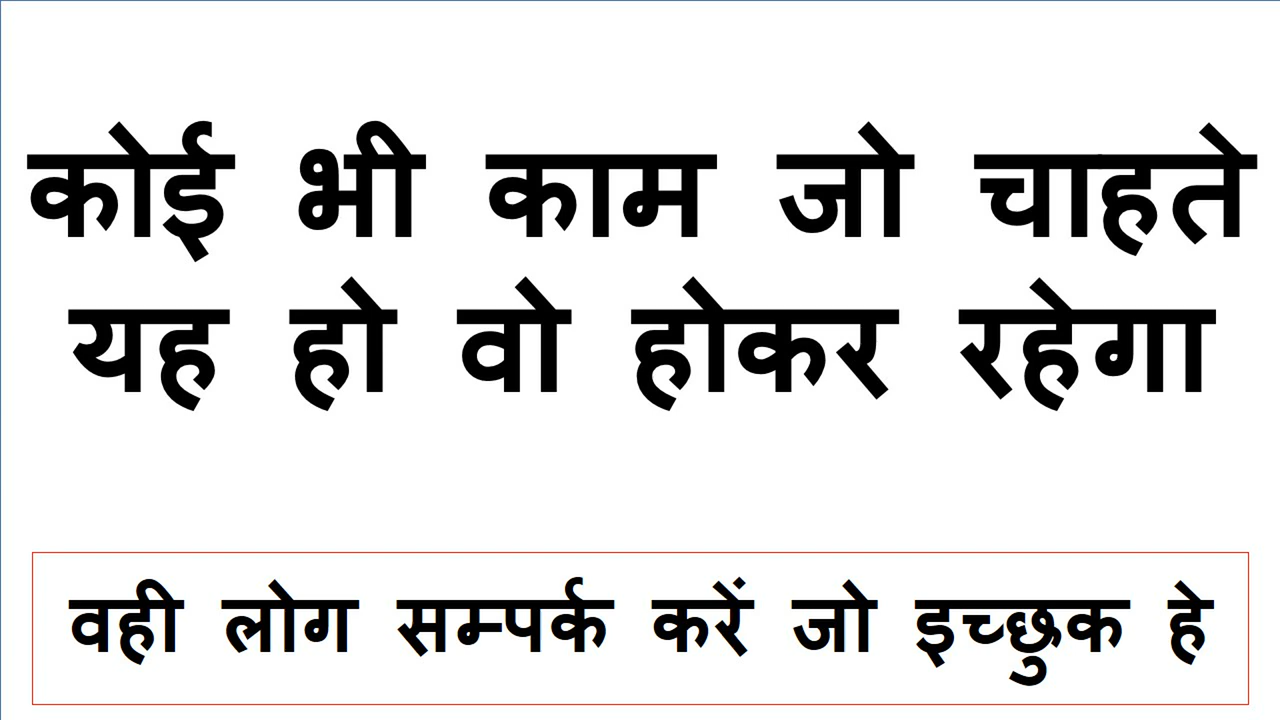 कोई भी काम जो चाहते
यह हो वो होकर रहेगा
वही लोग सम्पर्क करें जो इच्छुक हे